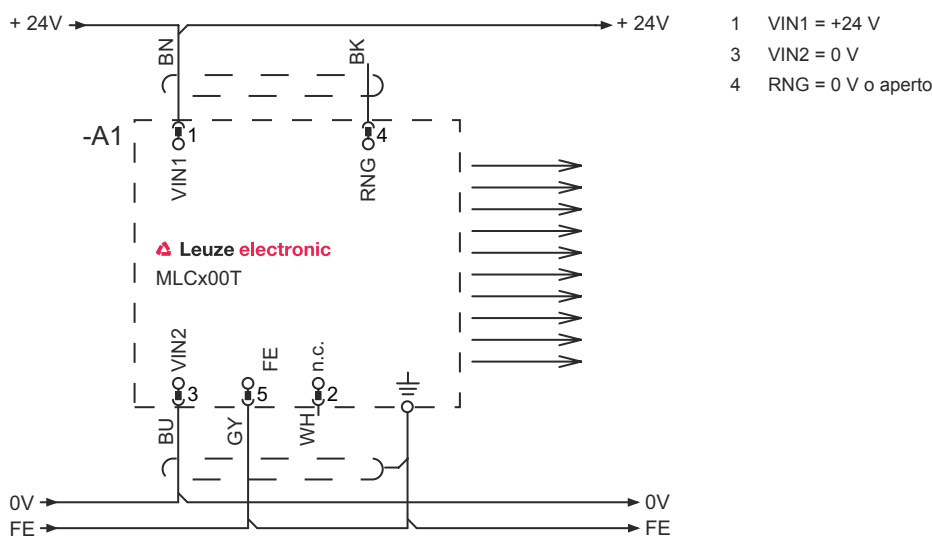 + 24V
+ 24V
1 VIN1 = +24 V
3 VIN2 = 0 V
4 RNG = 0 V o aperto
BN
BK
-A1
1
4
VIN1
RNG
Leuze electronic
MLCx00T
VIN2
FE
n.c.
3
5
2
BU
GY
WH
0V
0V
FE
FE